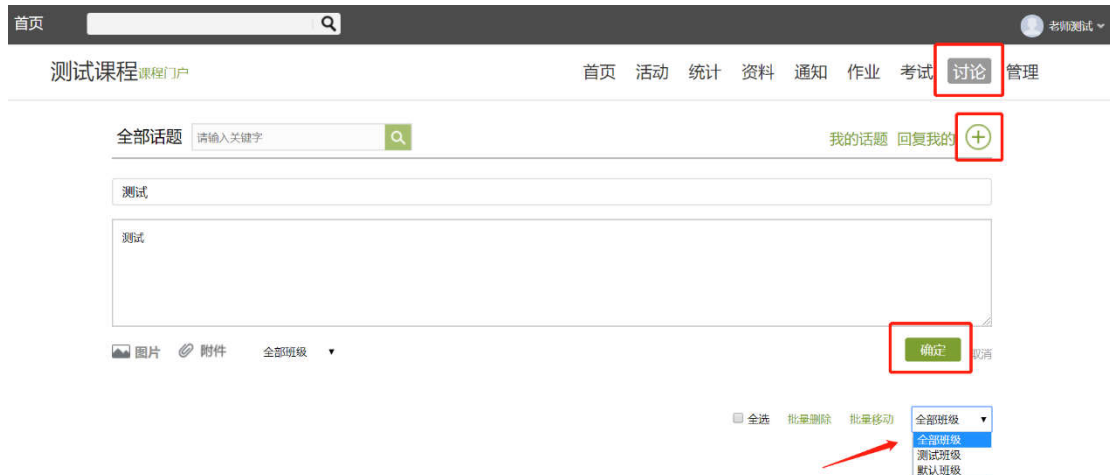 首页
老师测试
测试课程课程门户
首页 活动 统计 资料 通知 作业 考试 讨论 管理
全部话题 请输入关键字
我的话题 回复我的
测试
测试
图片 附件 全部班级
确定 取消
全选 批量删除 批量移动 全部班级
全部班级
测试班级
默认班级